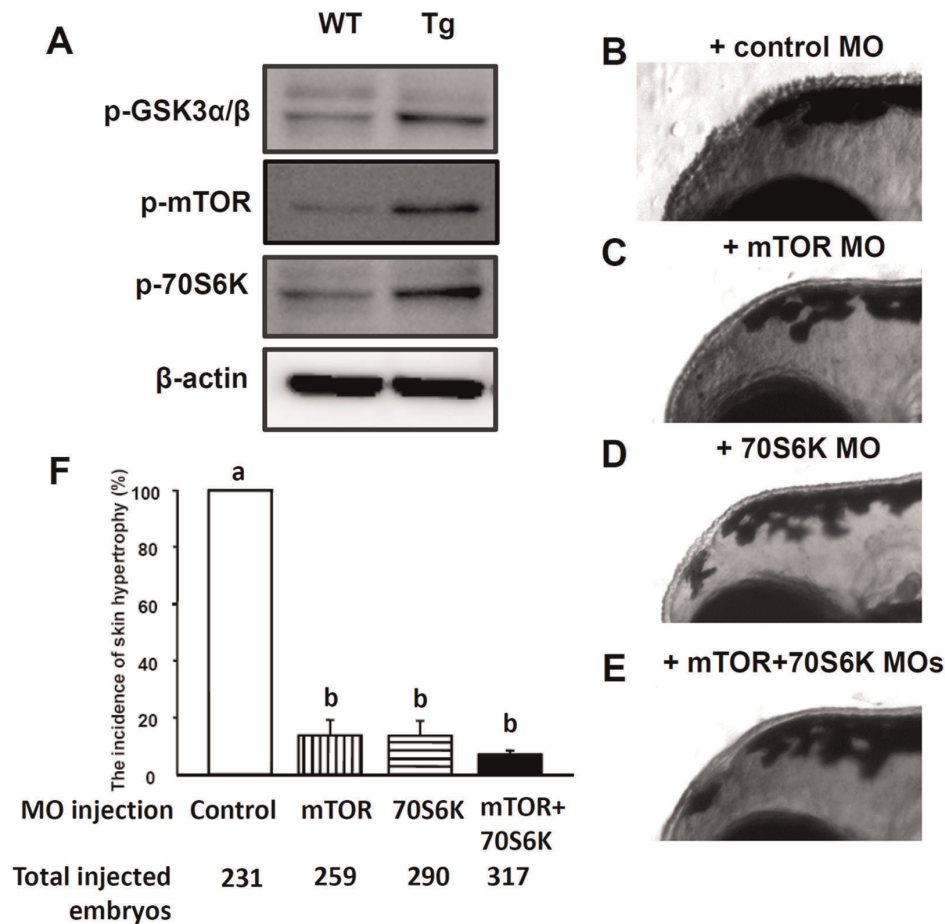 A
WT Tg
p-GSK3α/β
p-mTOR
p-70S6K
β-actin
B
+ control MO
C
+ mTOR MO
D
+ 70S6K MO
E
+ mTOR+70S6K MOs
F
The incidence of skin hypertrophy (%)
100
80
60
40
20
0
a
b
b
b
MO injection Control mTOR 70S6K mTOR+
70S6K
Total injected 231 259 290 317
embryos